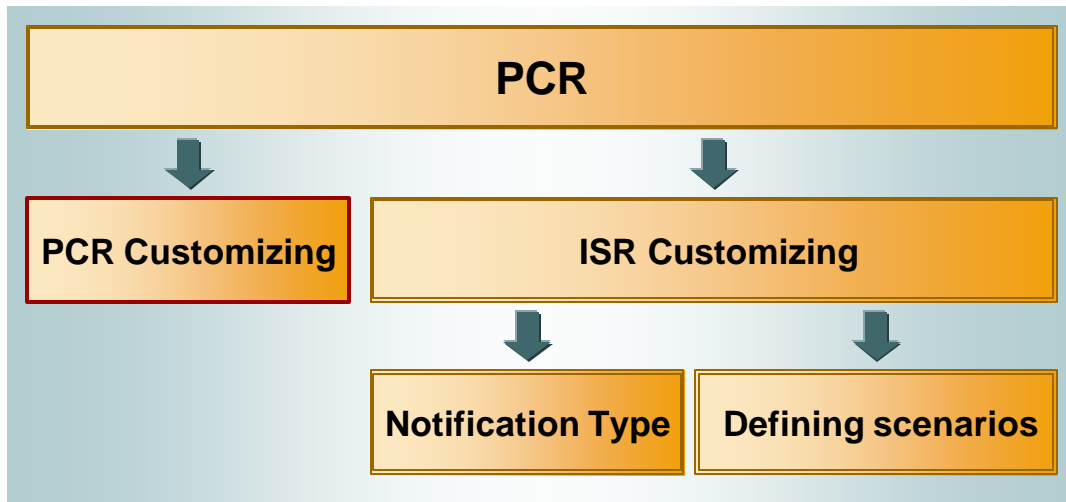 PCR
PCR Customizing
ISR Customizing
Notification Type
Defining scenarios